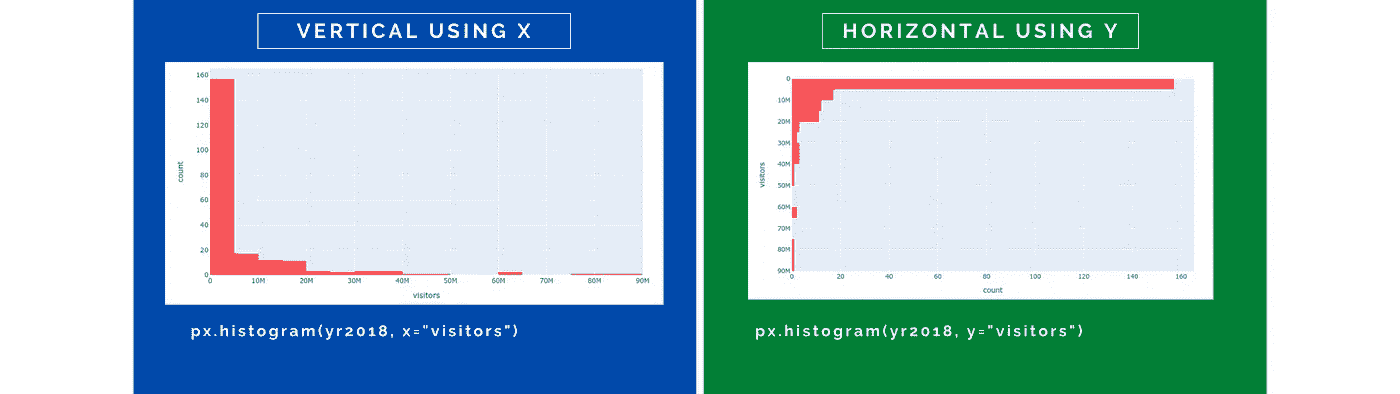 VERTICAL USING X
160
140
120
100
80
60
40
20
0
count
10M
20M
30M
40M
50M
60M
70M
80M
90M
visitors
px.histogram(yr2018, x="visitors")
HORIZONTAL USING Y
0
10M
20M
30M
40M
50M
60M
70M
80M
90M
visitors
0
20
40
60
80
100
120
140
160
count
px.histogram(yr2018, y="visitors")